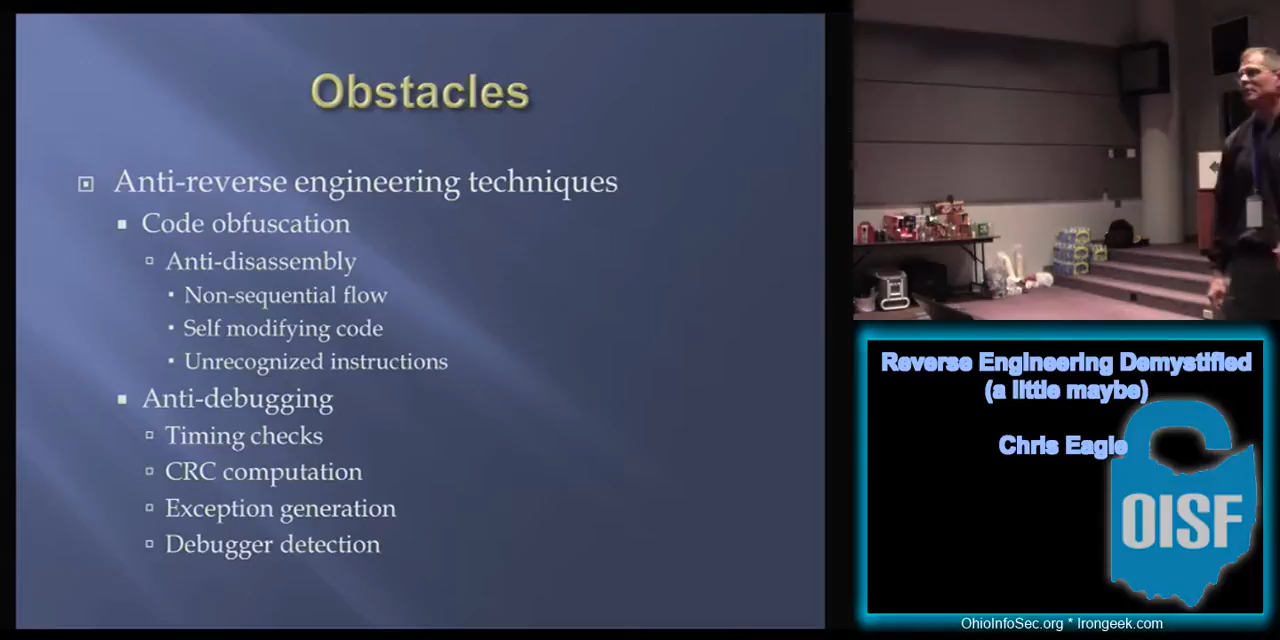 Obstacles
Anti-reverse engineering techniques
Code obfuscation
Anti-disassembly
Non-sequential flow
Self modifying code
Unrecognized instructions
Anti-debugging
Timing checks
CRC computation
Exception generation
Debugger detection
Reverse Engineering Demystified
(a little maybe)
Chris Eagle
OISF
OhioInfoSec.org * Irongeek.com